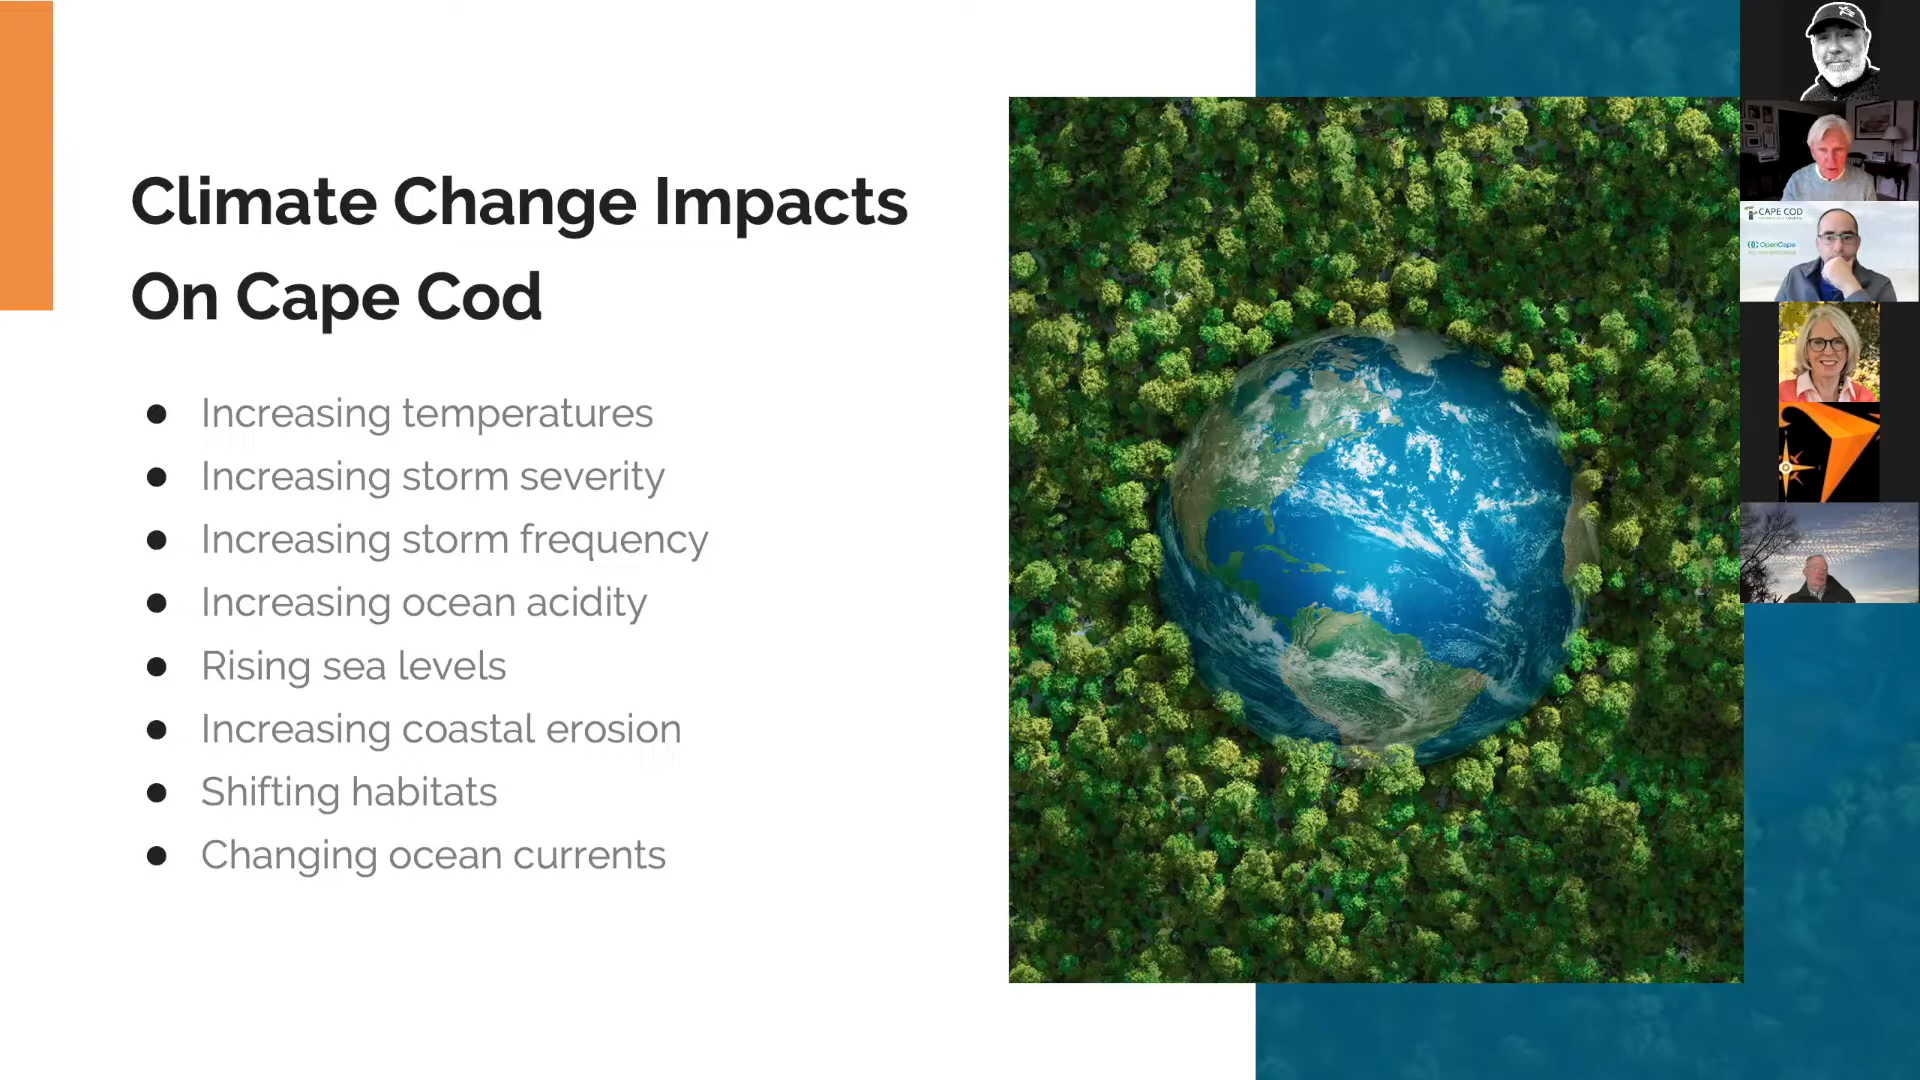 Climate Change Impacts
On Cape Cod
Increasing temperatures
Increasing storm severity
Increasing storm frequency
Increasing ocean acidity
Rising sea levels
Increasing coastal erosion
Shifting habitats
Changing ocean currents
CAPE COD
OpenCape